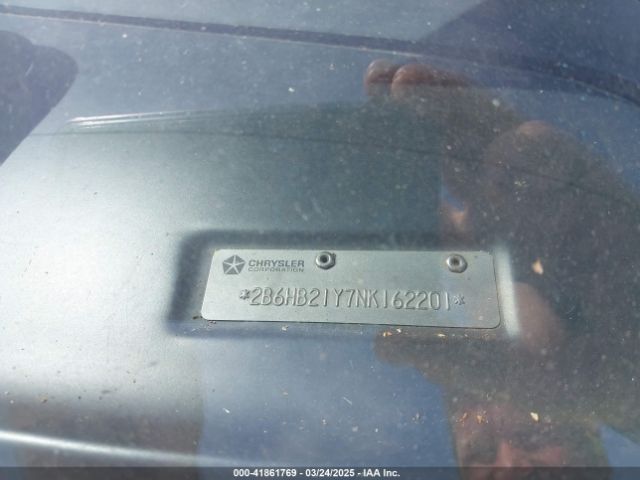 CHRYSLER
CORPORATION
*2B6HB21Y7NK162201*
000-41861769 • 03/24/2025 • IAA Inc.